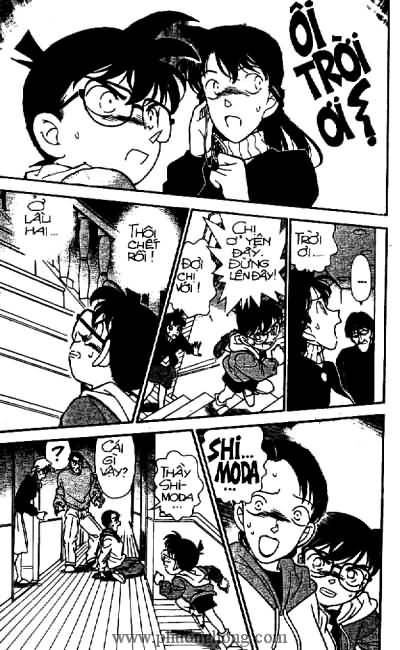 ÔI
TRỜI
ƠI!
TRỜI
ƠI...
...
CHỊ
Ở YÊN
ĐÂY.
ĐỪNG
LÊN ĐÂY!
ĐỢI
CHỊ
VỚI!
THÔI
CHẾT
RỒI!
Ở
LẦU
HAI...
SHI...
MODA
...
THẦY
SHI-
MODA...
CÁI
GÌ
VẬY?
?
www.phuonghong.com